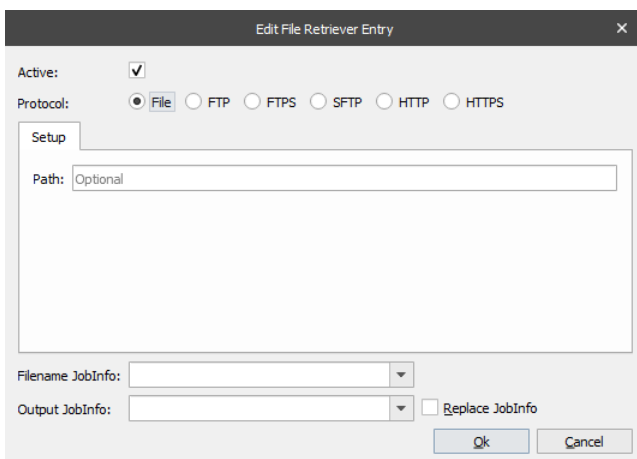 Edit File Retriever Entry
Active:
Protocol: File FTP FTPS SFTP HTTP HTTPS
Setup
Path: Optional
Filename JobInfo:
Output JobInfo: Replace JobInfo
Ok Cancel